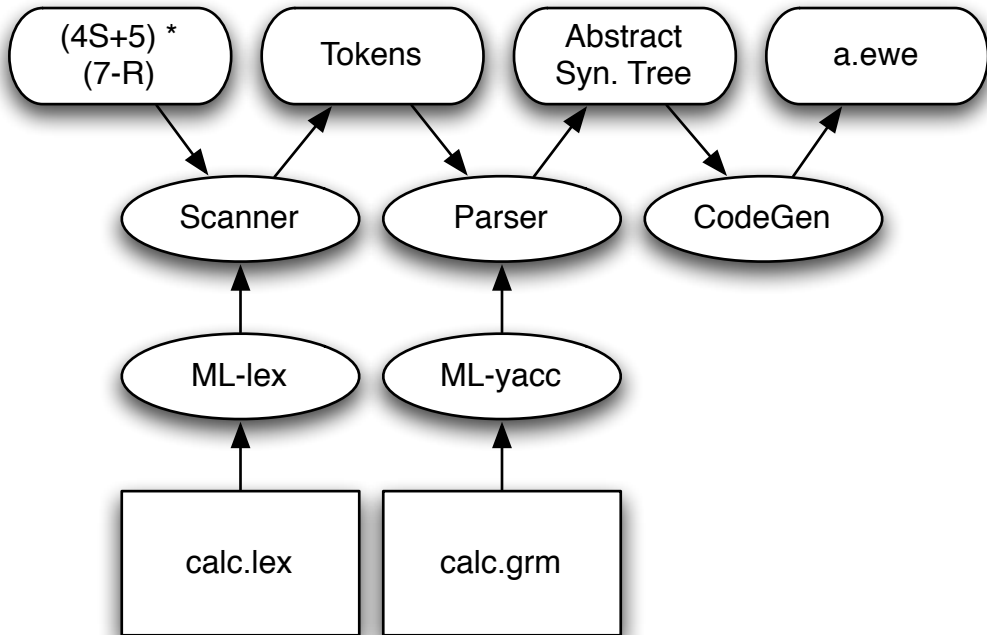 (4S+5) *
(7-R)
Tokens
Abstract
Syn. Tree
a.ewe
Scanner
Parser
CodeGen
ML-lex
ML-yacc
calc.lex
calc.grm